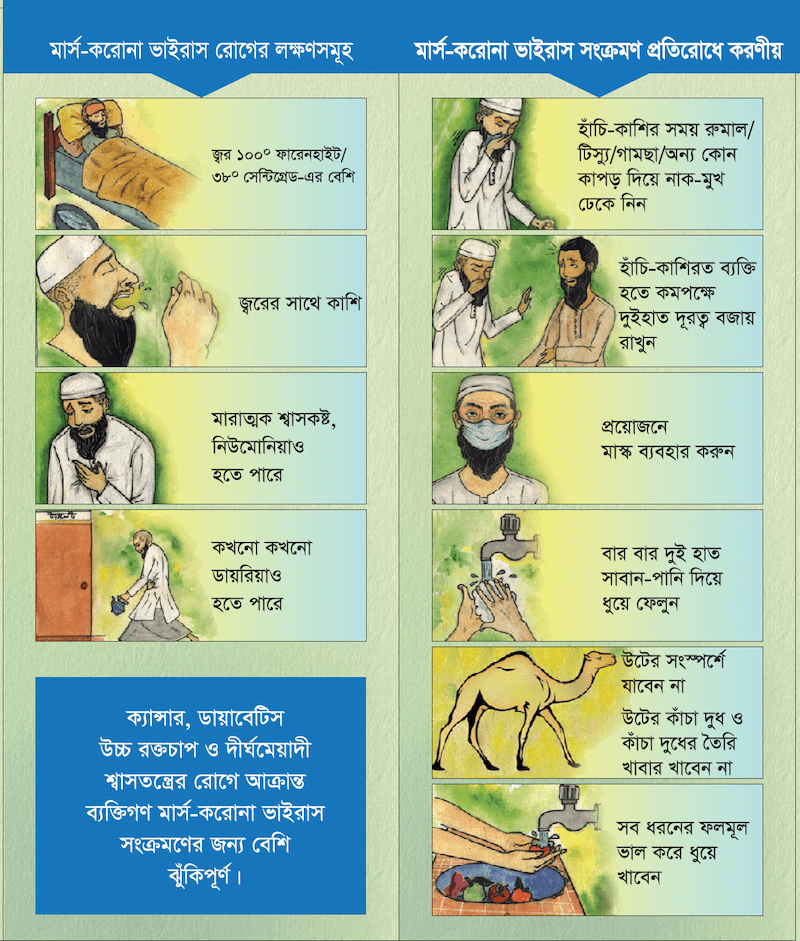 মার্স-করোনা ভাইরাস রোগের লক্ষণসমূহ
জ্বর ১০০° ফারেনহাইট/
৩৮° সেন্টিগ্রেড-এর বেশি
জ্বরের সাথে কাশি
মারাত্মক শ্বাসকষ্ট,
নিউমোনিয়াও
হতে পারে
টয়লেট
কখনো কখনো
ডায়রিয়াও
হতে পারে
ক্যান্সার, ডায়াবেটিস
উচ্চ রক্তচাপ ও দীর্ঘমেয়াদী
শ্বাসতন্ত্রের রোগে আক্রান্ত
ব্যক্তিগণ মার্স-করোনা ভাইরাস
সংক্রমণের জন্য বেশি
ঝুঁকিপূর্ণ।
মার্স-করোনা ভাইরাস সংক্রমণ প্রতিরোধে করণীয়
হাঁচি-কাশির সময় রুমাল/
টিস্যু/গামছা/অন্য কোন
কাপড় দিয়ে নাক-মুখ
ঢেকে নিন
হাঁচি-কাশিরত ব্যক্তি
হতে কমপক্ষে
দুইহাত দূরত্ব বজায়
রাখুন
প্রয়োজনে
মাস্ক ব্যবহার করুন
বার বার দুই হাত
সাবান-পানি দিয়ে
ধুয়ে ফেলুন
উটের সংস্পর্শে
যাবেন না
উটের কাঁচা দুধ ও
কাঁচা দুধের তৈরি
খাবার খাবেন না
সব ধরনের ফলমূল
ভাল করে ধুয়ে
খাবেন